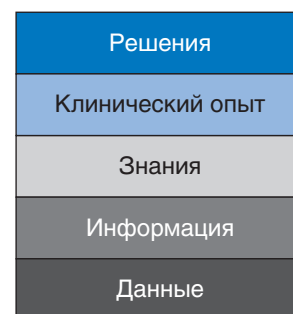 Решения
Клинический опыт
Знания
Информация
Данные